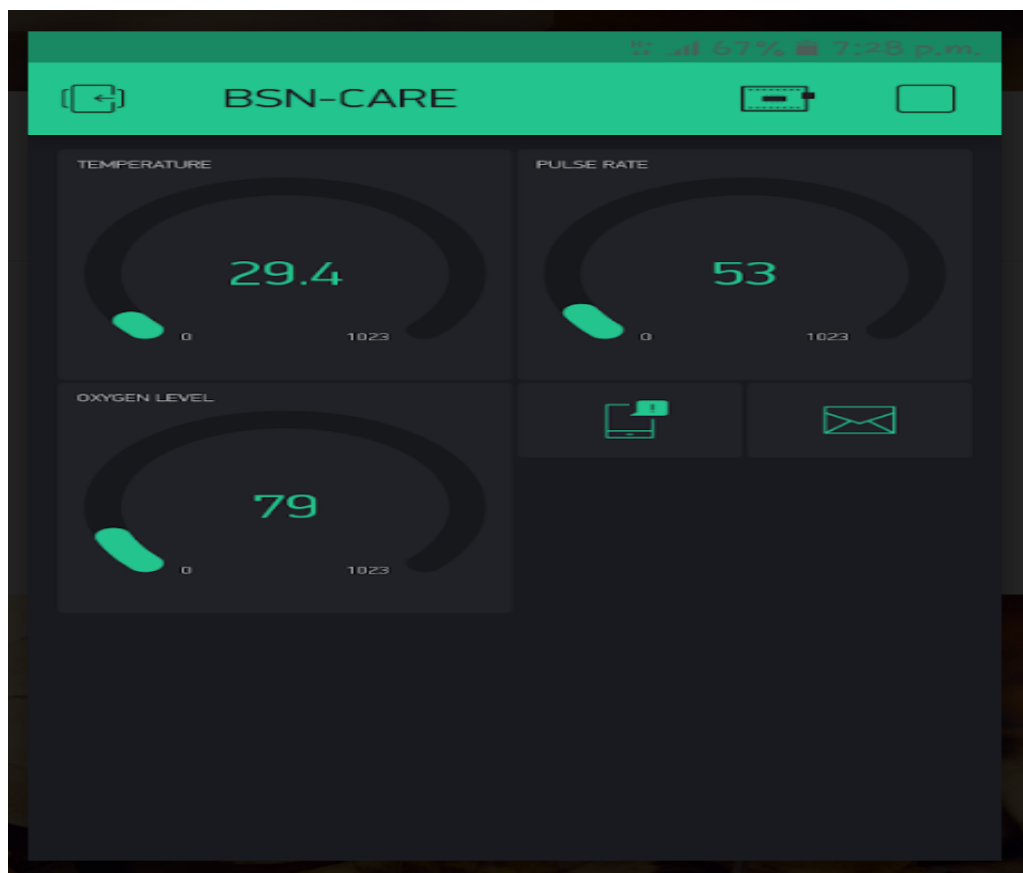 67% 7:28 p.m.
BSN-CARE
TEMPERATURE
29.4
0 1023
PULSE RATE
53
0 1023
OXYGEN LEVEL
79
0 1023